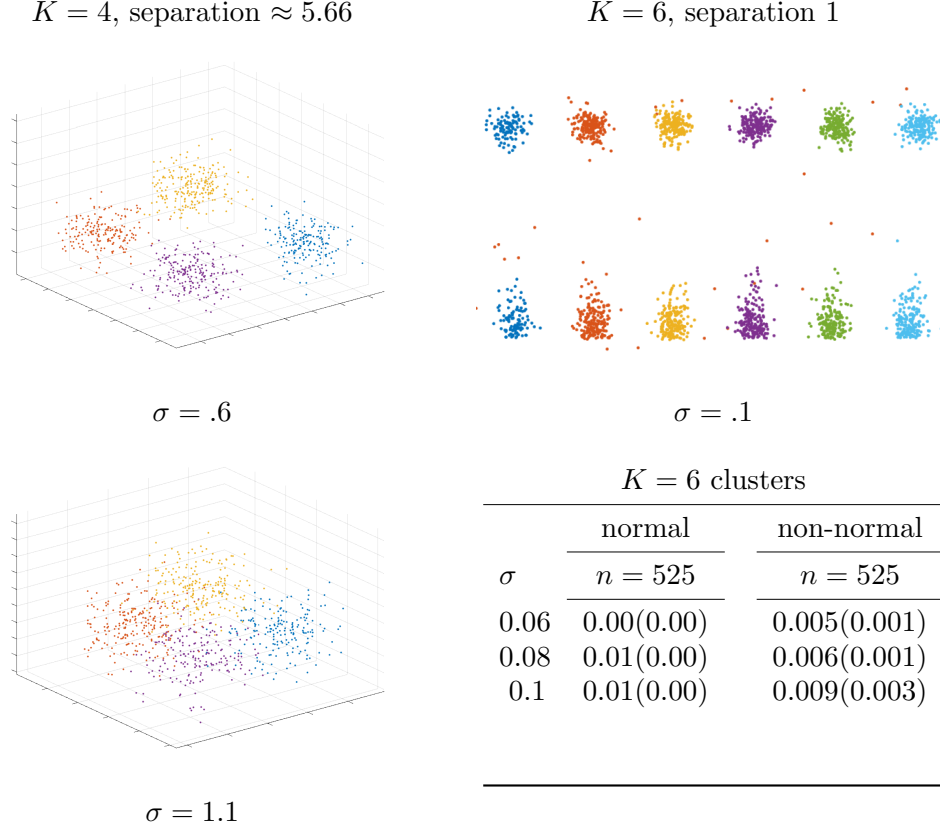 K = 4, separation ≈ 5.66
K = 6, separation 1
σ = .6
σ = .1
K = 6 clusters
normal non-normal
σ n = 525 n = 525
0.06 0.00(0.00) 0.005(0.001)
0.08 0.01(0.00) 0.006(0.001)
0.1 0.01(0.00) 0.009(0.003)
σ = 1.1